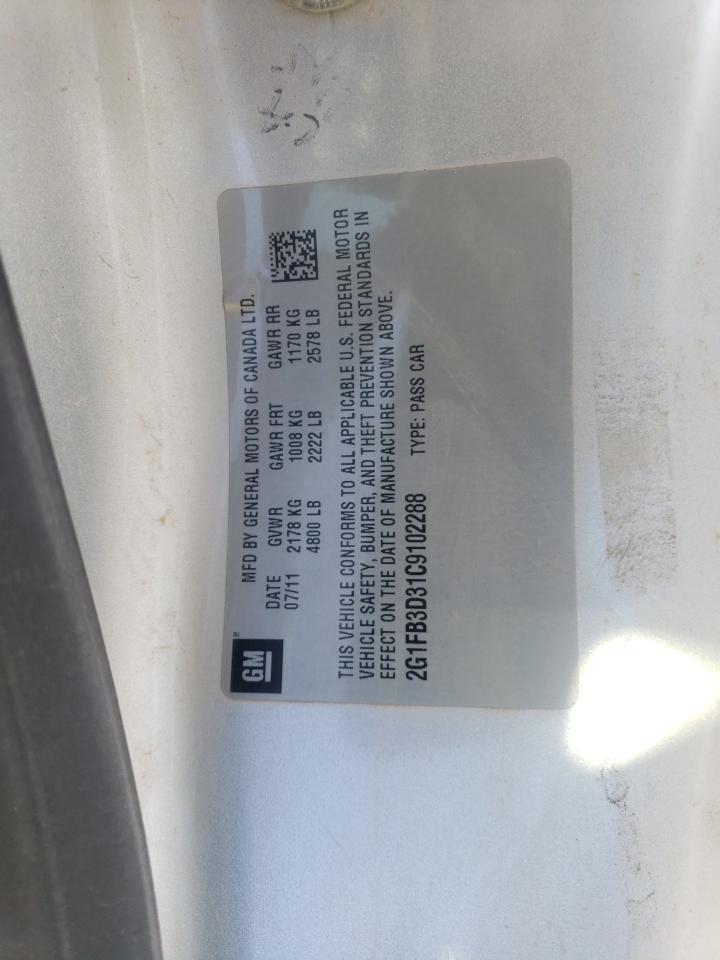 GM
MFD BY GENERAL MOTORS OF CANADA LTD.
DATE GVWR GAWR FRT GAWR RR
07/11 2178 KG 1008 KG 1170 KG
4800 LB 2222 LB 2578 LB
THIS VEHICLE CONFORMS TO ALL APPLICABLE U.S. FEDERAL MOTOR
VEHICLE SAFETY, BUMPER, AND THEFT PREVENTION STANDARDS IN
EFFECT ON THE DATE OF MANUFACTURE SHOWN ABOVE.
2G1FB3D31C9102288 TYPE: PASS CAR